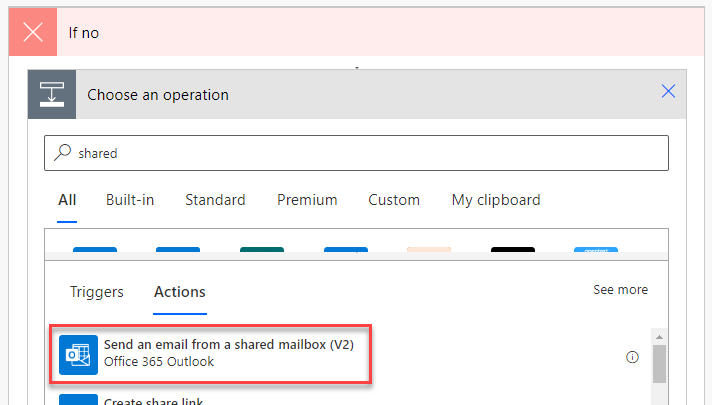 If no
Choose an operation
shared
All Built-in Standard Premium Custom My clipboard
Triggers Actions See more
Send an email from a shared mailbox (V2)
Office 365 Outlook
Create share link